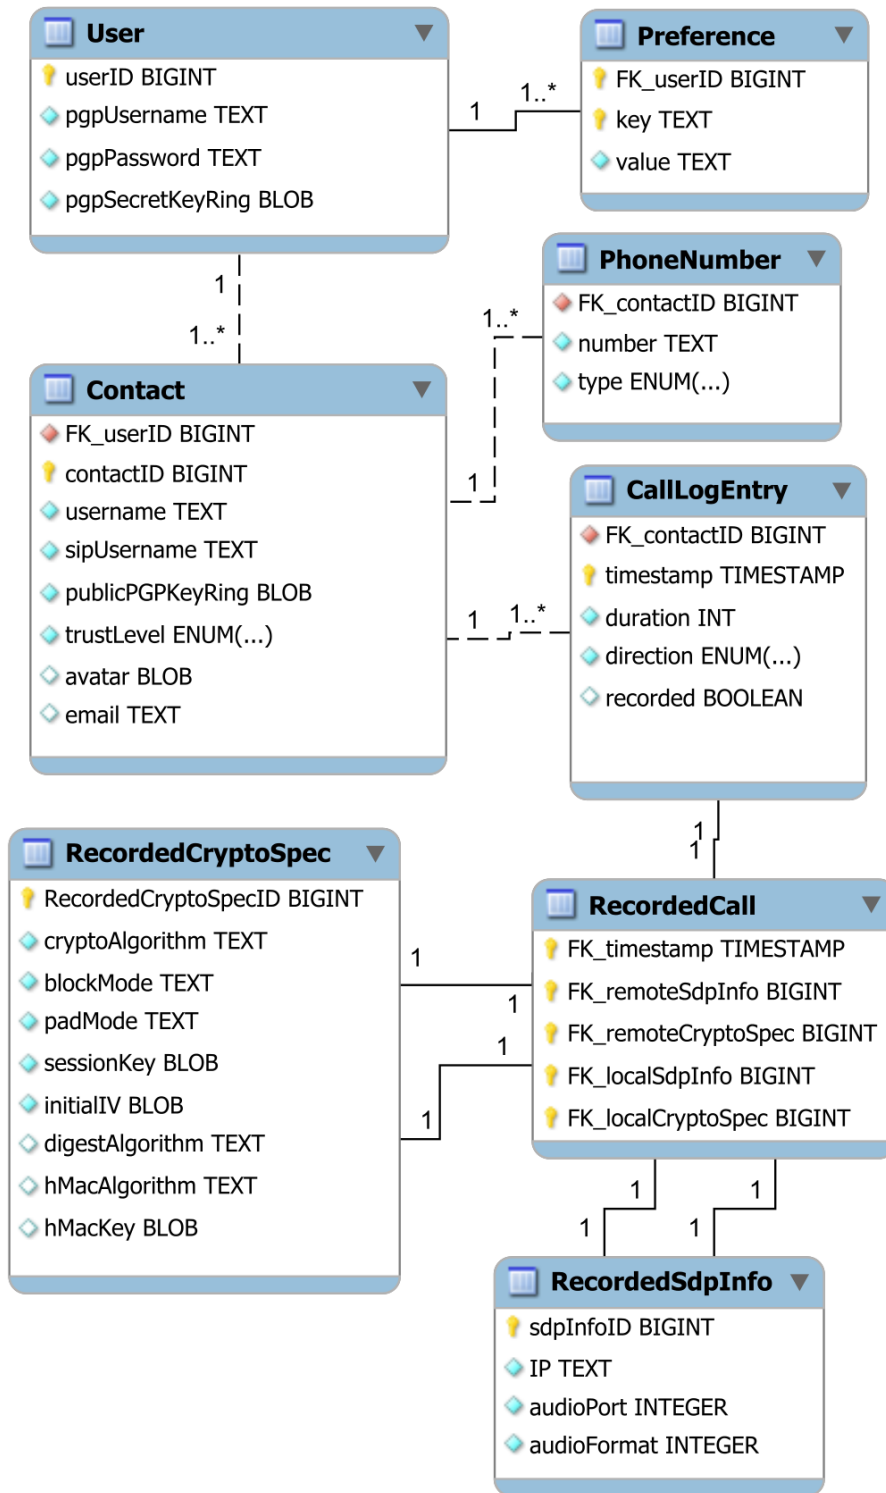 User
userID BIGINT
pgpUsername TEXT
pgpPassword TEXT
pgpSecretKeyRing BLOB
1
1..*
Preference
FK_userID BIGINT
key TEXT
value TEXT
1
1..*
PhoneNumber
FK_contactID BIGINT
number TEXT
type ENUM(...)
1..*
1
Contact
FK_userID BIGINT
contactID BIGINT
username TEXT
sipUsername TEXT
publicPGPKeyRing BLOB
trustLevel ENUM(...)
avatar BLOB
email TEXT
1
1..*
CallLogEntry
FK_contactID BIGINT
timestamp TIMESTAMP
duration INT
direction ENUM(...)
recorded BOOLEAN
1
1
RecordedCryptoSpec
RecordedCryptoSpecID BIGINT
cryptoAlgorithm TEXT
blockMode TEXT
padMode TEXT
sessionKey BLOB
initialIV BLOB
digestAlgorithm TEXT
hMacAlgorithm TEXT
hMacKey BLOB
1
1
1
1
RecordedCall
FK_timestamp TIMESTAMP
FK_remoteSdpInfo BIGINT
FK_remoteCryptoSpec BIGINT
FK_localSdpInfo BIGINT
FK_localCryptoSpec BIGINT
1
1
1
1
RecordedSdpInfo
sdpInfoID BIGINT
IP TEXT
audioPort INTEGER
audioFormat INTEGER